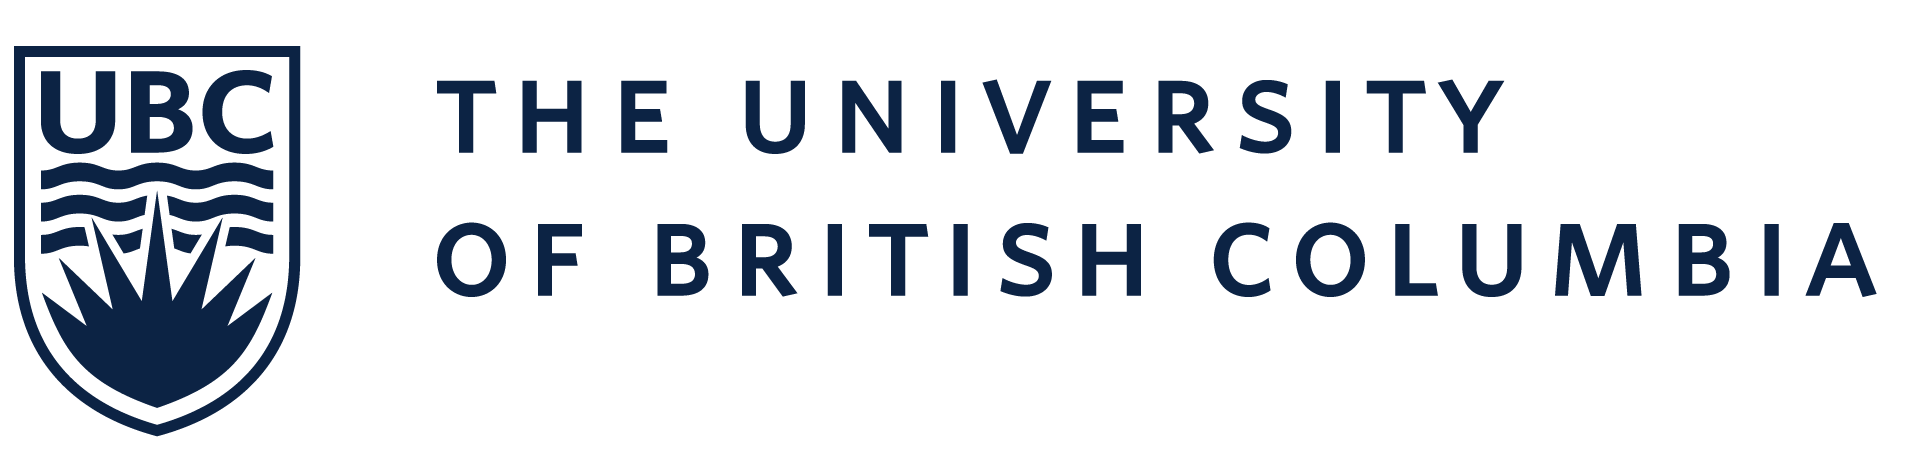 UBC
THE UNIVERSITY
OF BRITISH COLUMBIA